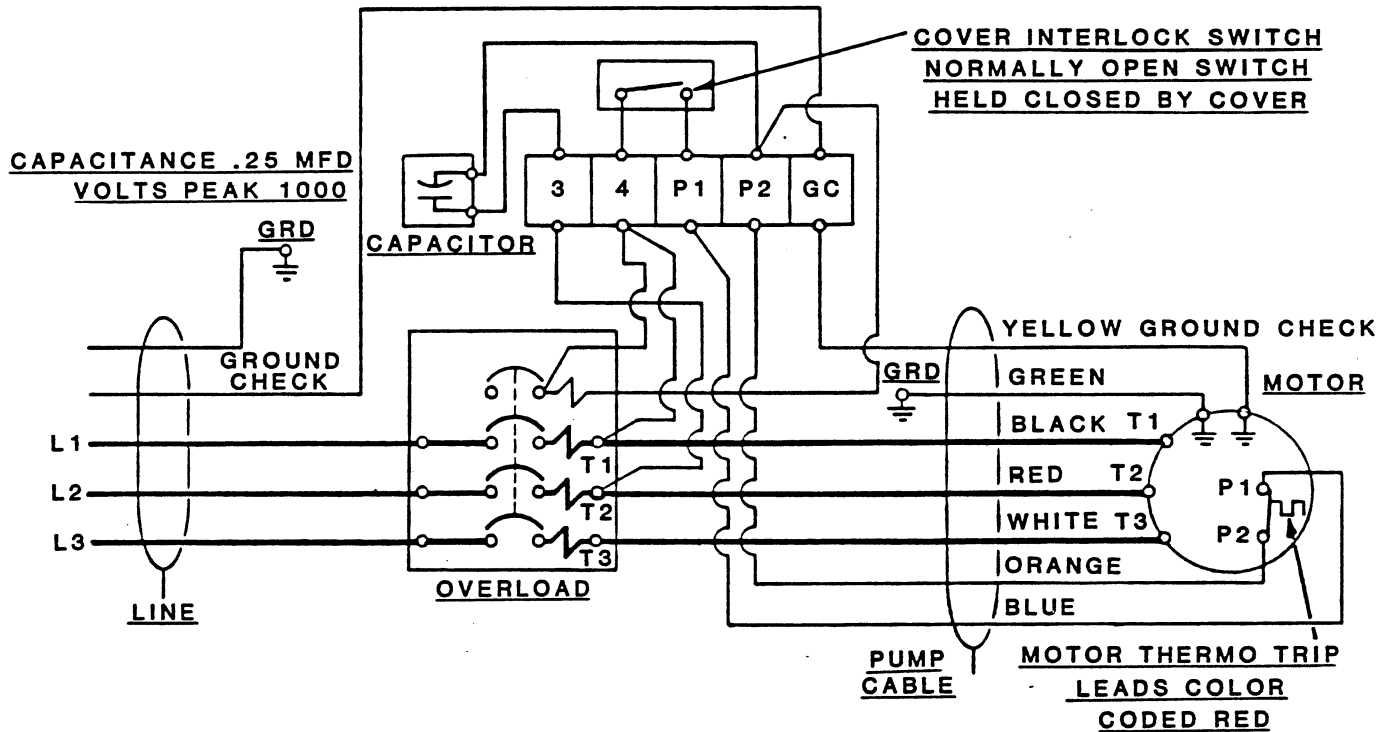 COVER INTERLOCK SWITCH
NORMALLY OPEN SWITCH
HELD CLOSED BY COVER
CAPACITANCE .25 MFD
VOLTS PEAK 1000
3
4
P1
P2
GC
GRD
CAPACITOR
GROUND
CHECK
YELLOW GROUND CHECK
GRD
GREEN
MOTOR
L1
T1
BLACK T1
L2
T2
RED T2
P1
L3
T3
WHITE T3
P2
ORANGE
OVERLOAD
BLUE
LINE
PUMP
CABLE
MOTOR THERMO TRIP
LEADS COLOR
CODED RED